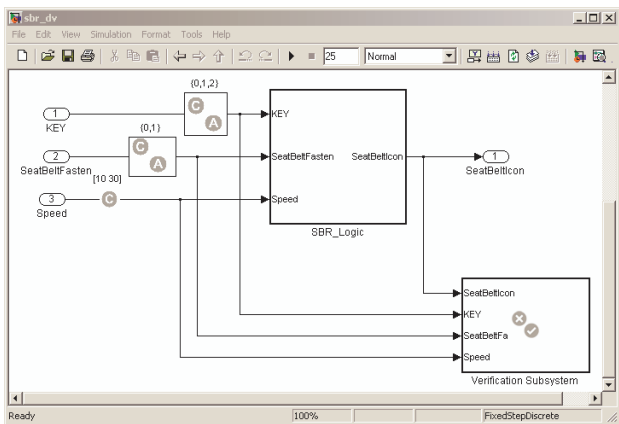 sbr_dv
File Edit View Simulation Format Tools Help
25 Normal
{0,1,2}
C
A
1
KEY
KEY
{0,1}
C
A
2
SeatBeltFasten
SeatBeltFasten SeatBeltIcon
1
SeatBeltIcon
[10 30]
3
C
Speed
Speed
SBR_Logic
SeatBeltIcon
KEY
SeatBeltFa
Speed
Verification Subsystem
Ready 100% FixedStepDiscrete